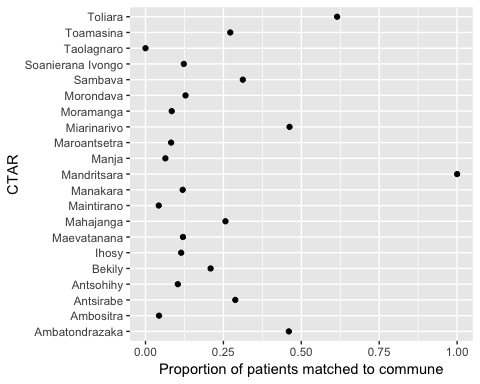 Toliara
Toamasina
Taolagnaro
Soanierana Ivongo
Sambava
Morondava
Moramanga
Miarinarivo
Maroantsetra
Manja
Mandritsara
Manakara
Maintirano
Mahajanga
Maevatanana
Ihosy
Bekily
Antsohihy
Antsirabe
Ambositra
Ambatondrazaka
CTAR
0.00 0.25 0.50 0.75 1.00
Proportion of patients matched to commune